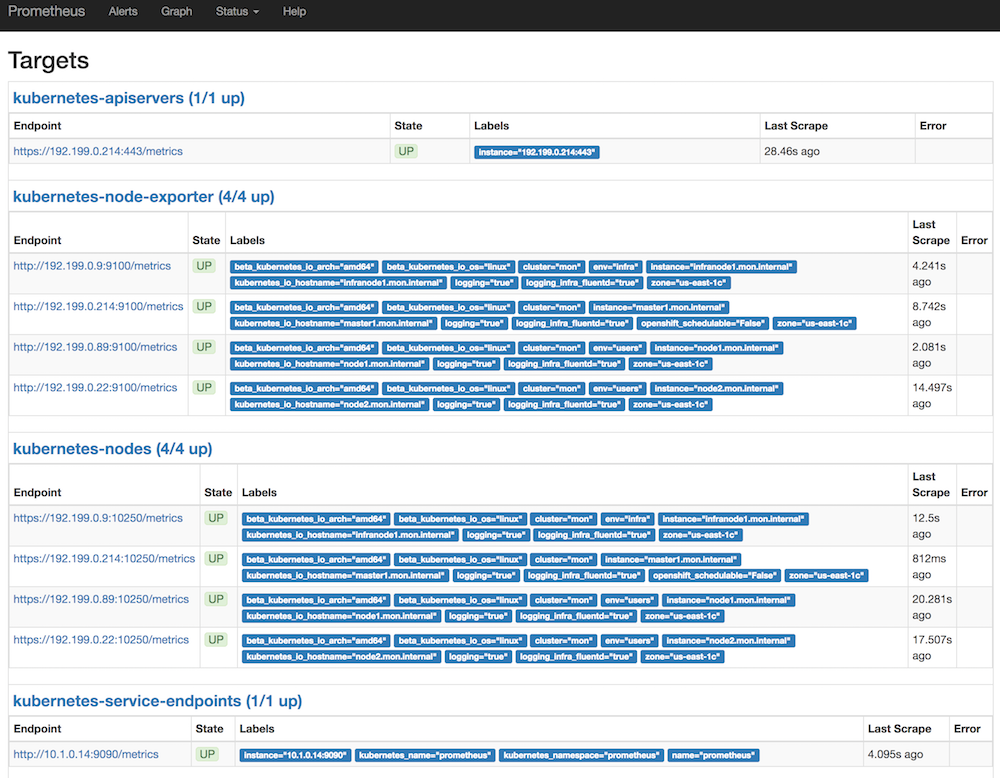 Prometheus Alerts Graph Status Help
Targets
kubernetes-apiservers (1/1 up)
Endpoint State Labels Last Scrape Error
https://192.199.0.214:443/metrics UP instance="192.199.0.214:443" 28.46s ago
kubernetes-node-exporter (4/4 up)
Endpoint State Labels Last Scrape Error
http://192.199.0.9:9100/metrics UP beta_kubernetes_io_arch="amd64" beta_kubernetes_io_os="linux" cluster="mon" env="infra" instance="infranode1.mon.internal" 4.241s
kubernetes_io_hostname="infranode1.mon.internal" logging="true" logging_infra_fluentd="true" zone="us-east-1c" ago
http://192.199.0.214:9100/metrics UP beta_kubernetes_io_arch="amd64" beta_kubernetes_io_os="linux" cluster="mon" instance="master1.mon.internal" 8.742s
kubernetes_io_hostname="master1.mon.internal" logging="true" logging_infra_fluentd="true" openshift_schedulable="False" zone="us-east-1c" ago
http://192.199.0.89:9100/metrics UP beta_kubernetes_io_arch="amd64" beta_kubernetes_io_os="linux" cluster="mon" env="users" instance="node1.mon.internal" 2.081s
kubernetes_io_hostname="node1.mon.internal" logging="true" logging_infra_fluentd="true" zone="us-east-1c" ago
http://192.199.0.22:9100/metrics UP beta_kubernetes_io_arch="amd64" beta_kubernetes_io_os="linux" cluster="mon" env="users" instance="node2.mon.internal" 14.497s
kubernetes_io_hostname="node2.mon.internal" logging="true" logging_infra_fluentd="true" zone="us-east-1c" ago
kubernetes-nodes (4/4 up)
Endpoint State Labels Last Scrape Error
https://192.199.0.9:10250/metrics UP beta_kubernetes_io_arch="amd64" beta_kubernetes_io_os="linux" cluster="mon" env="infra" instance="infranode1.mon.internal" 12.5s
kubernetes_io_hostname="infranode1.mon.internal" logging="true" logging_infra_fluentd="true" zone="us-east-1c" ago
https://192.199.0.214:10250/metrics UP beta_kubernetes_io_arch="amd64" beta_kubernetes_io_os="linux" cluster="mon" instance="master1.mon.internal" 812ms
kubernetes_io_hostname="master1.mon.internal" logging="true" logging_infra_fluentd="true" openshift_schedulable="False" zone="us-east-1c" ago
https://192.199.0.89:10250/metrics UP beta_kubernetes_io_arch="amd64" beta_kubernetes_io_os="linux" cluster="mon" env="users" instance="node1.mon.internal" 20.281s
kubernetes_io_hostname="node1.mon.internal" logging="true" logging_infra_fluentd="true" zone="us-east-1c" ago
https://192.199.0.22:10250/metrics UP beta_kubernetes_io_arch="amd64" beta_kubernetes_io_os="linux" cluster="mon" env="users" instance="node2.mon.internal" 17.507s
kubernetes_io_hostname="node2.mon.internal" logging="true" logging_infra_fluentd="true" zone="us-east-1c" ago
kubernetes-service-endpoints (1/1 up)
Endpoint State Labels Last Scrape Error
http://10.1.0.14:9090/metrics UP instance="10.1.0.14:9090" kubernetes_name="prometheus" kubernetes_namespace="prometheus" name="prometheus" 4.095s ago